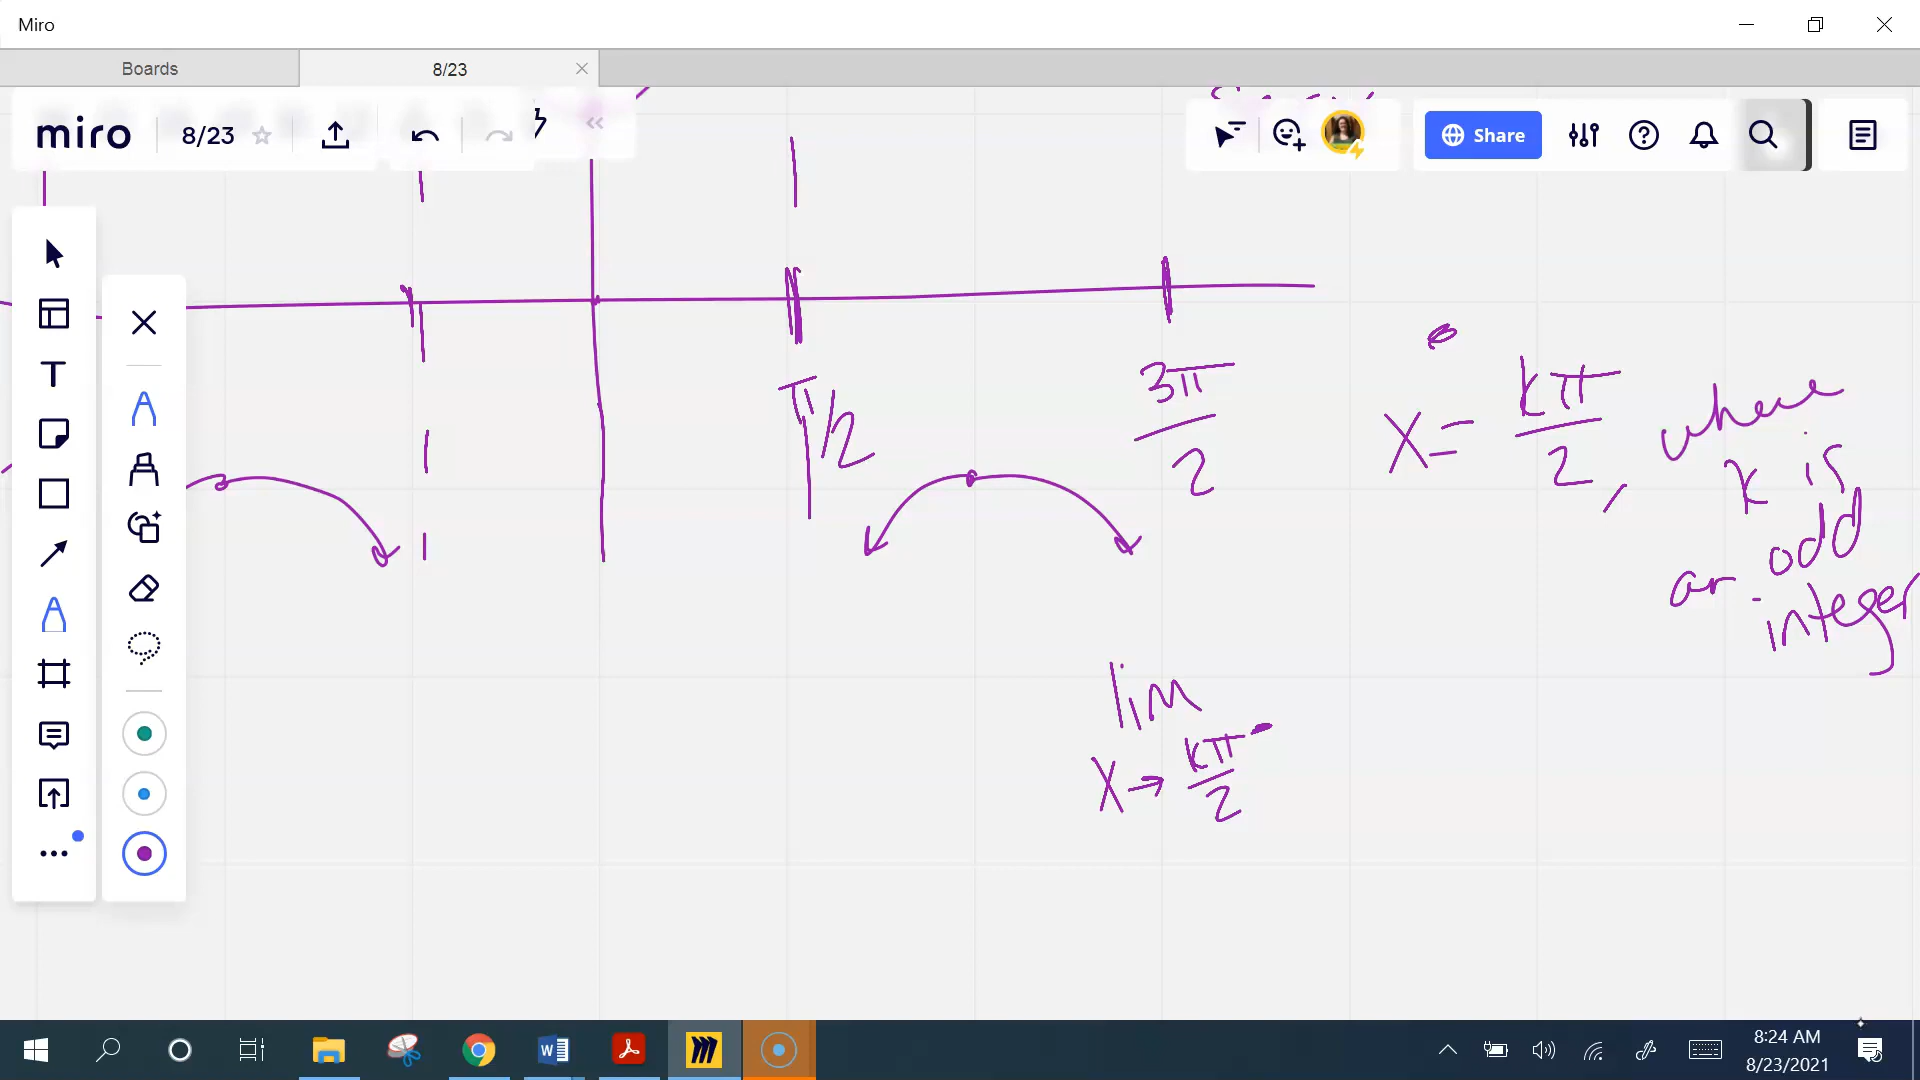 Miro
Boards
8/23
miro
8/23
Share
π/2
3π
2
x = kπ/2, where
k is
an odd
integer
lim
x → kπ/2 -
8:24 AM
8/23/2021